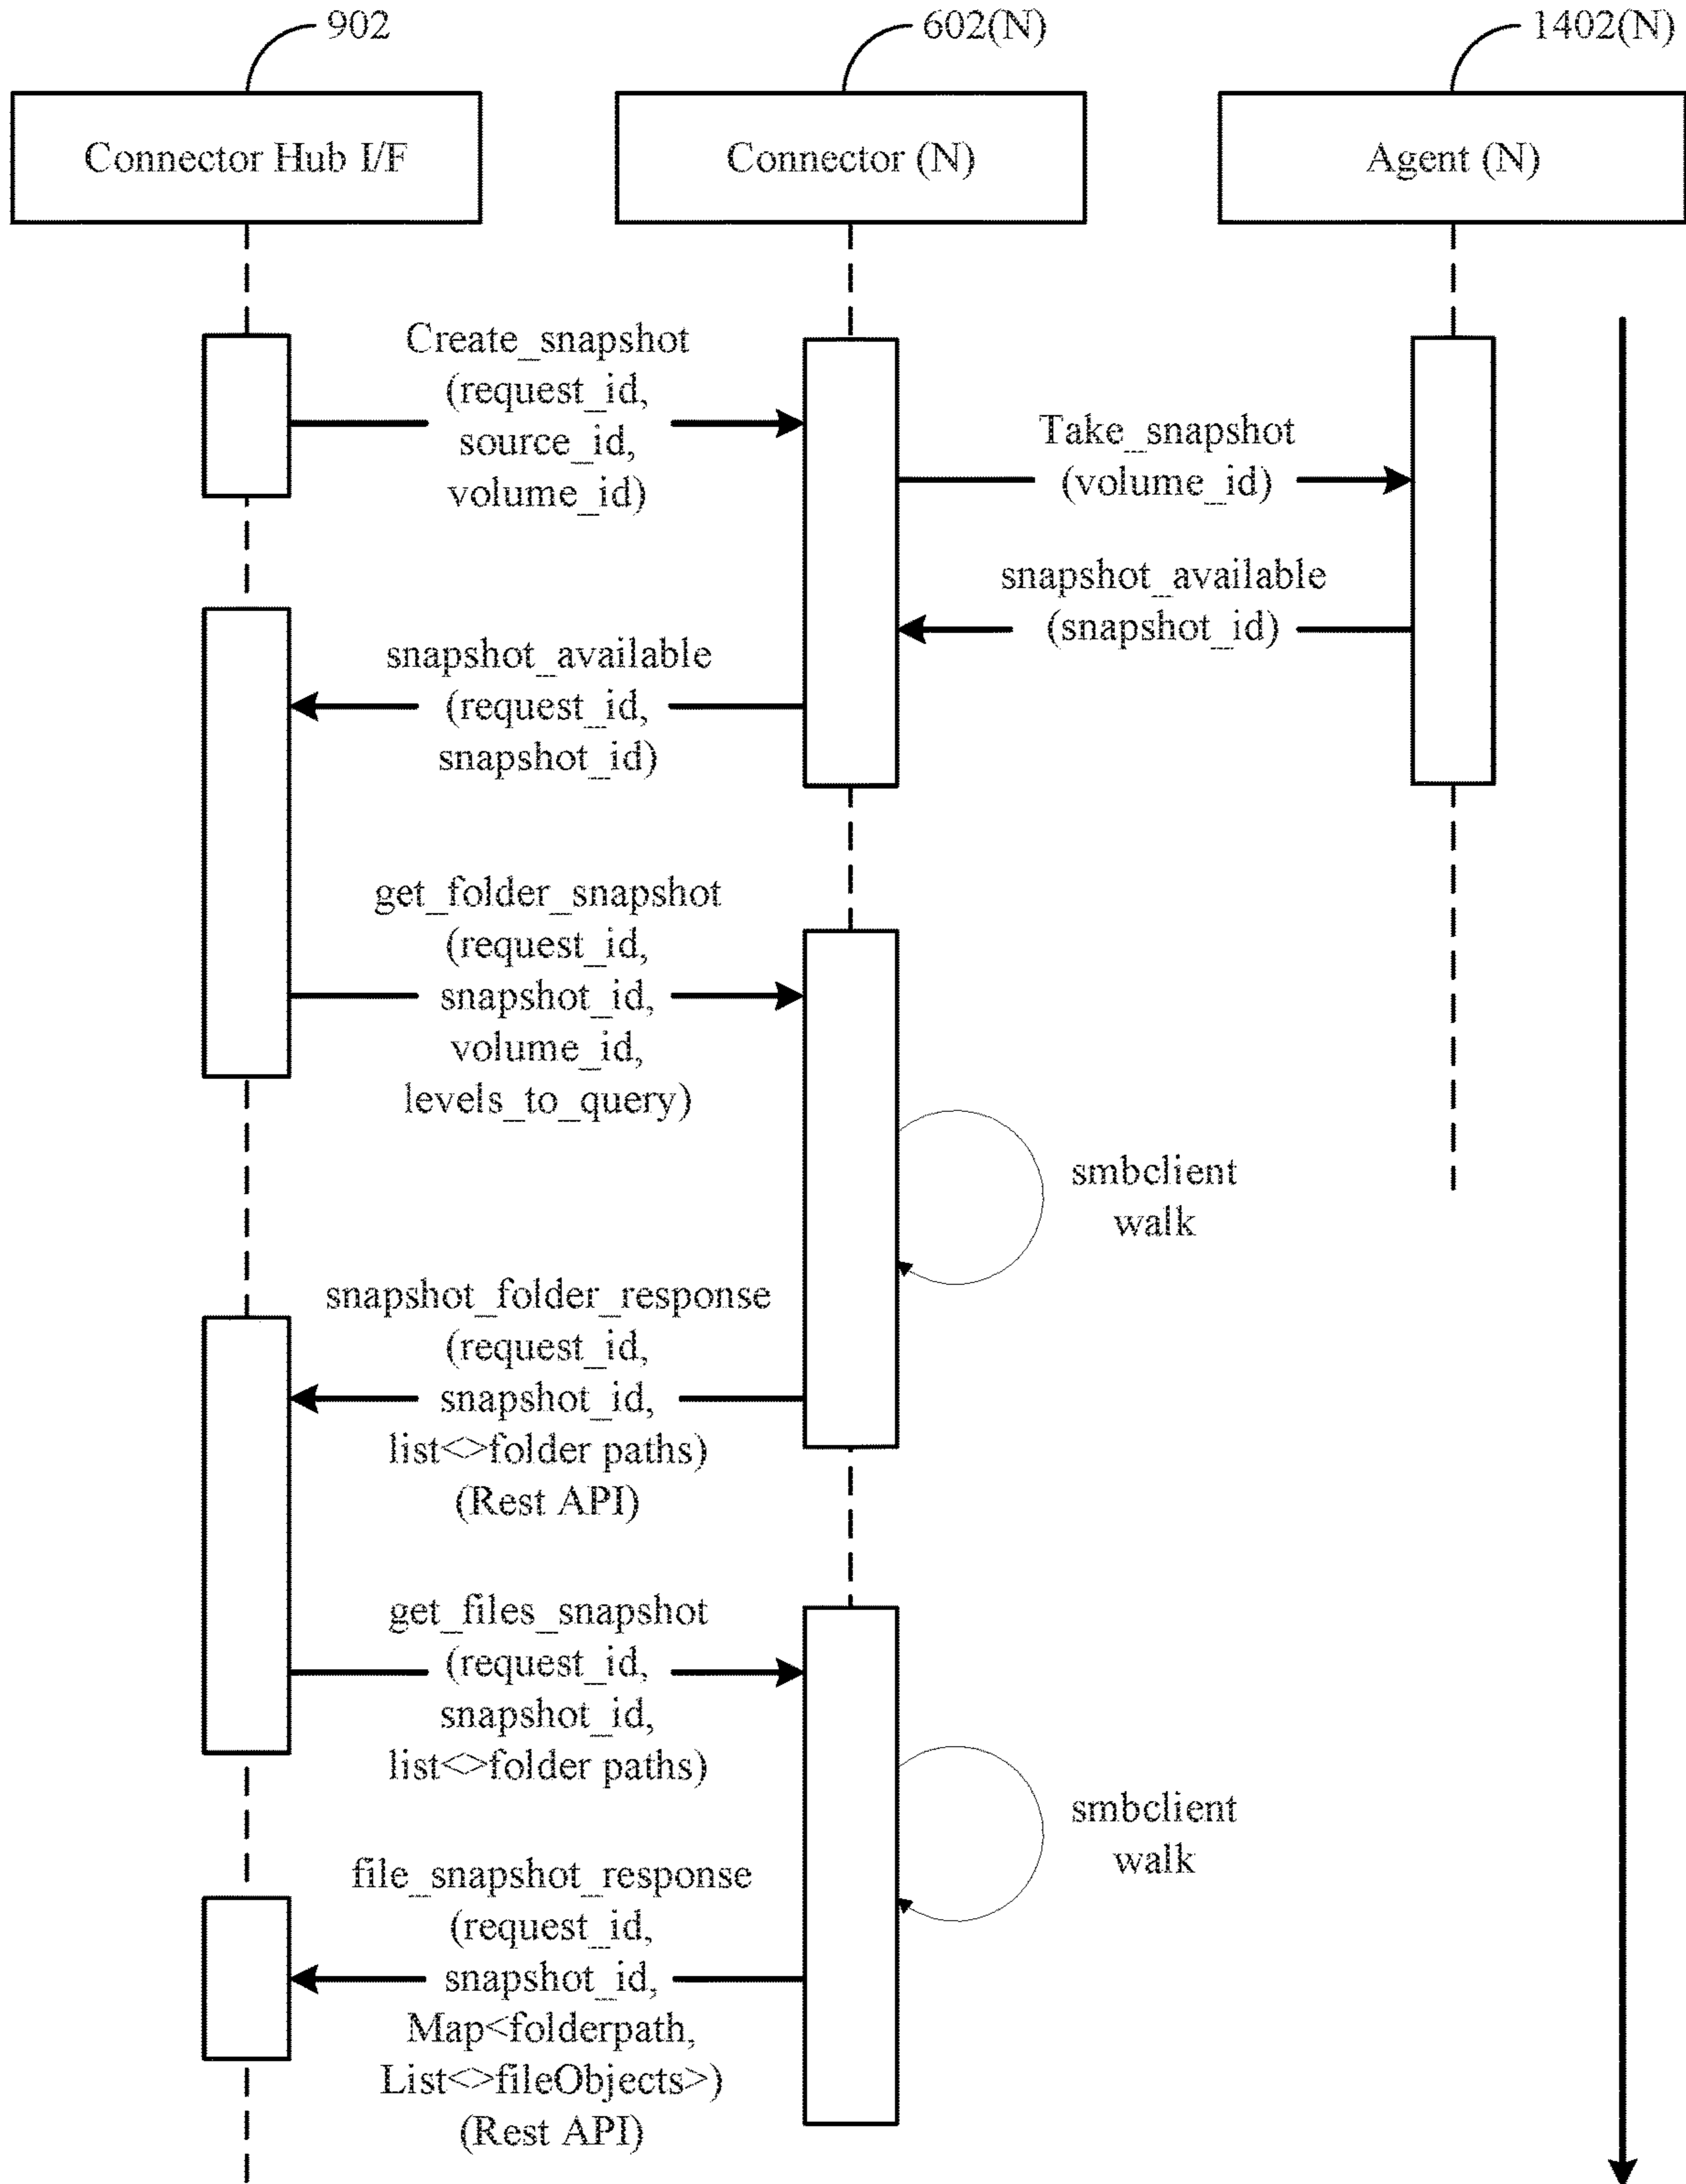 902
602(N)
1402(N)
Connector Hub I/F
Connector (N)
Agent (N)
Create_snapshot
(request_id,
source_id,
volume_id)
Take_snapshot
(volume_id)
snapshot_available
(snapshot_id)
snapshot_available
(request_id,
snapshot_id)
get_folder_snapshot
(request_id,
snapshot_id,
volume_id,
levels_to_query)
smbclient
walk
snapshot_folder_response
(request_id,
snapshot_id,
list<>folder paths)
(Rest API)
get_files_snapshot
(request_id,
snapshot_id,
list<>folder paths)
smbclient
walk
file_snapshot_response
(request_id,
snapshot_id,
Map<folderpath,
List<>fileObjects>)
(Rest API)